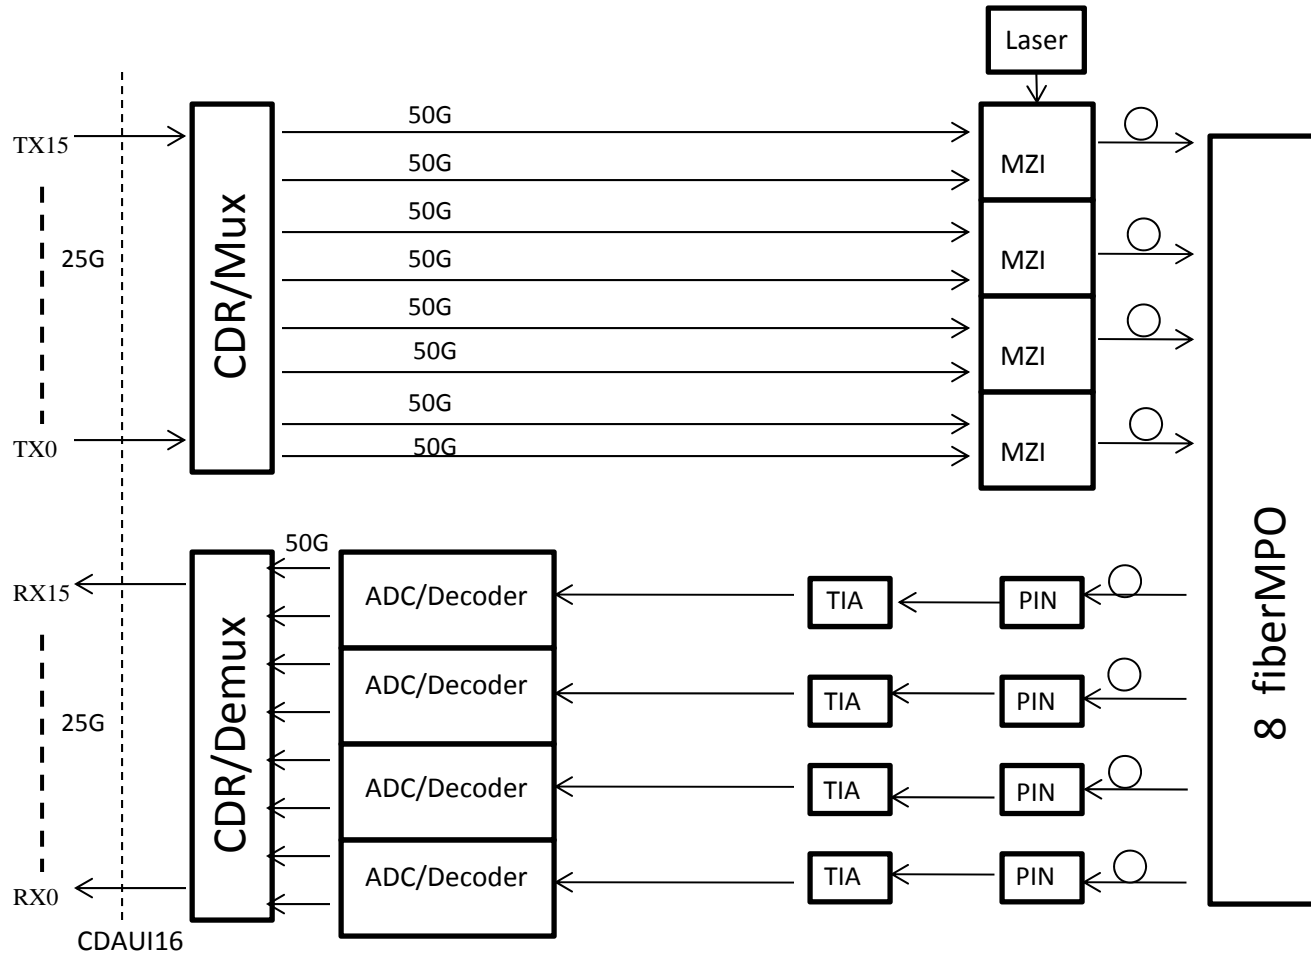 Laser
50G
TX15
50G
MZI
50G
25G
50G
MZI
CDR/Mux
50G
50G
MZI
50G
TX0
50G
MZI
8 fiberMPO
50G
RX15
ADC/Decoder
TIA
PIN
CDR/Demux
ADC/Decoder
TIA
PIN
25G
ADC/Decoder
TIA
PIN
ADC/Decoder
TIA
PIN
RX0
CDAUI16